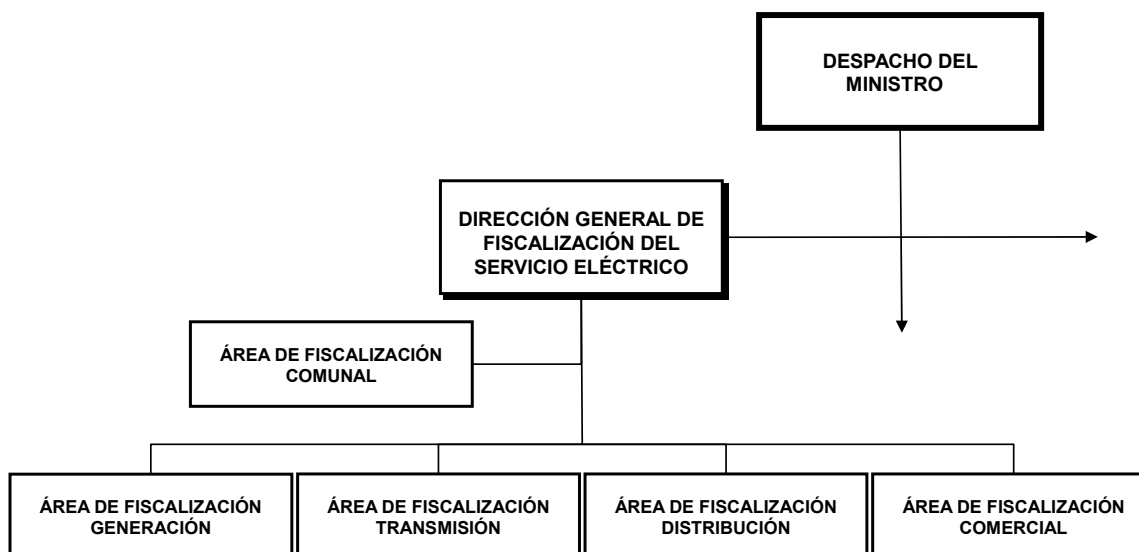 DESPACHO DEL
MINISTRO
DIRECCIÓN GENERAL DE
FISCALIZACIÓN DEL
SERVICIO ELÉCTRICO
ÁREA DE FISCALIZACIÓN
COMUNAL
ÁREA DE FISCALIZACIÓN
GENERACIÓN
ÁREA DE FISCALIZACIÓN
TRANSMISIÓN
ÁREA DE FISCALIZACIÓN
DISTRIBUCIÓN
ÁREA DE FISCALIZACIÓN
COMERCIAL